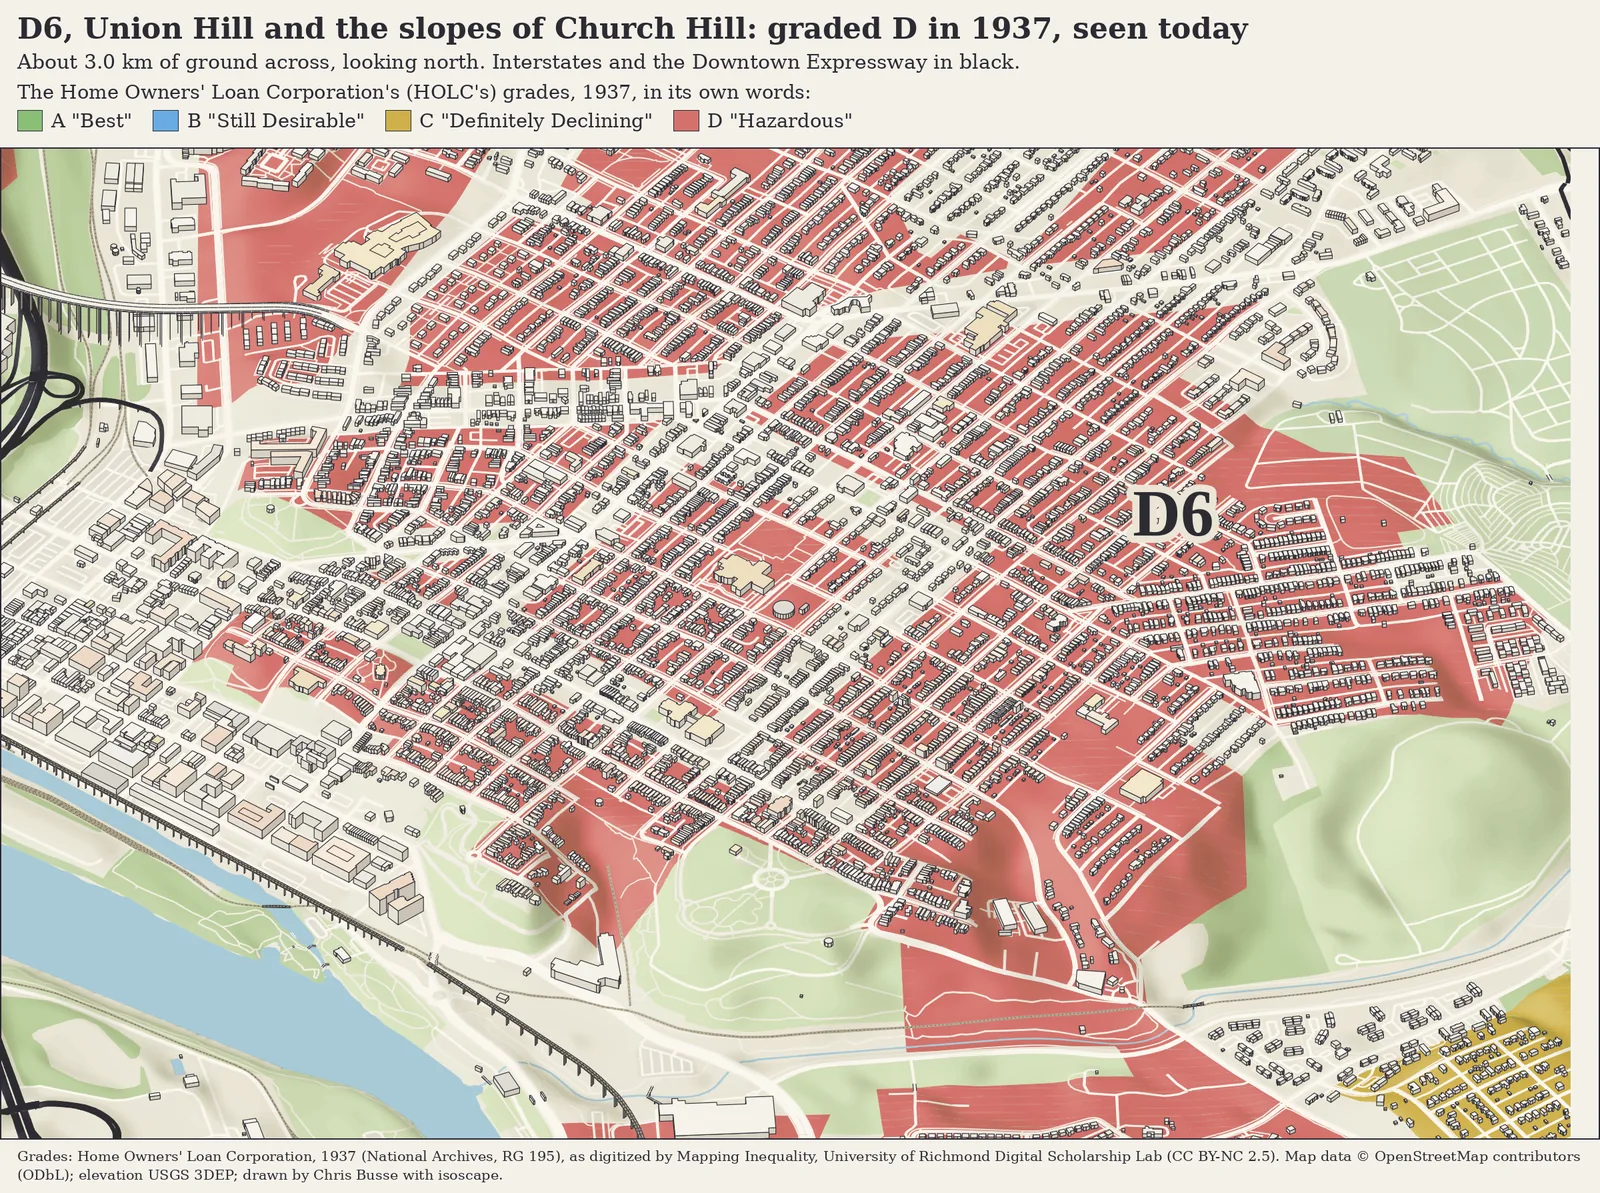 D6, Union Hill and the slopes of Church Hill: graded D in 1937, seen today
About 3.0 km of ground across, looking north. Interstates and the Downtown Expressway in black.
The Home Owners' Loan Corporation's (HOLC's) grades, 1937, in its own words:
A "Best" B "Still Desirable" C "Definitely Declining" D "Hazardous"
D6
Grades: Home Owners' Loan Corporation, 1937 (National Archives, RG 195), as digitized by Mapping Inequality, University of Richmond Digital Scholarship Lab (CC BY-NC 2.5). Map data © OpenStreetMap contributors
(ODbL); elevation USGS 3DEP; drawn by Chris Busse with isoscape.